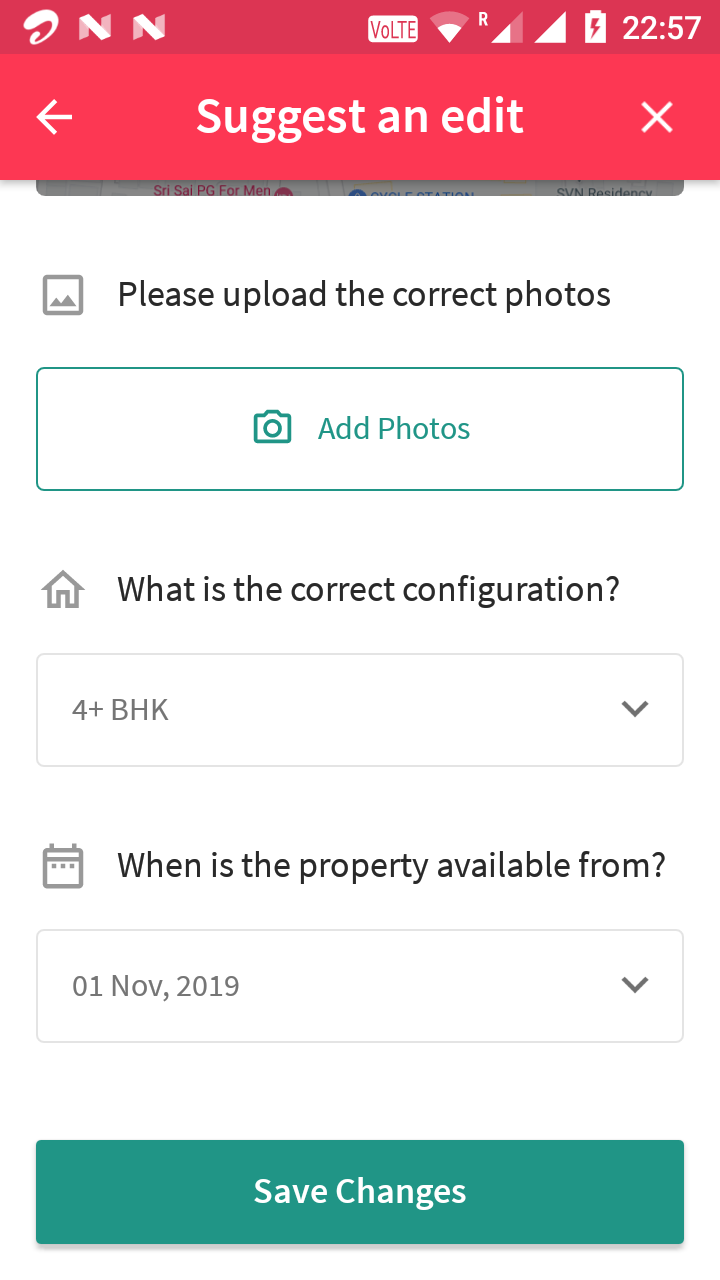 VoLTE R 22:57
Suggest an edit
Sri Sai PG For Men
CYCLE STATION
SVN Residency
Please upload the correct photos
Add Photos
What is the correct configuration?
4+ BHK
When is the property available from?
01 Nov, 2019
Save Changes